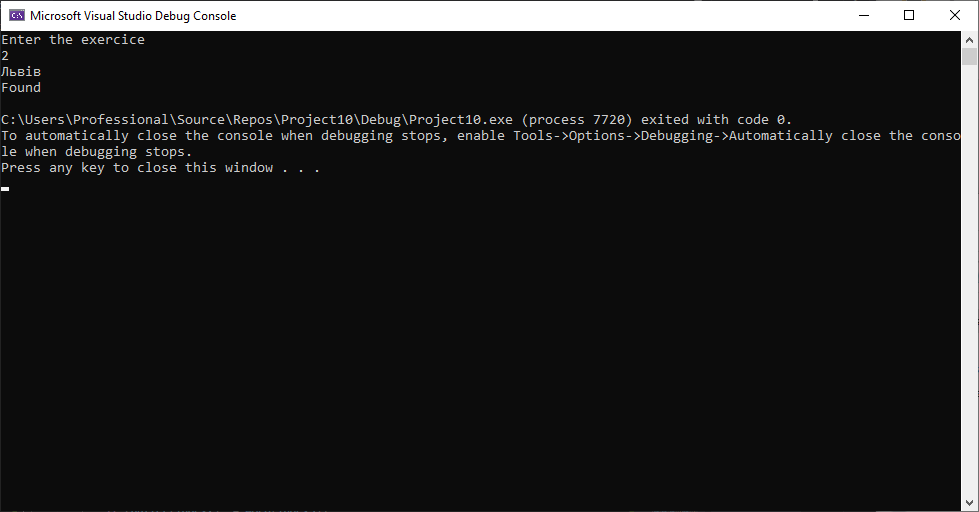 Microsoft Visual Studio Debug Console
Enter the exercice
2
Львів
Found
C:\Users\Professional\Source\Repos\Project10\Debug\Project10.exe (process 7720) exited with code 0.
To automatically close the console when debugging stops, enable Tools->Options->Debugging->Automatically close the conso
le when debugging stops.
Press any key to close this window . . .